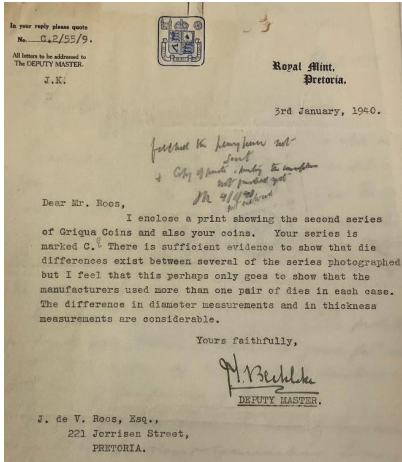 In your reply please quote
No. C.2/55/9.
All letters to be addressed to
The DEPUTY MASTER.
J.K.
Royal Mint,
Pretoria.
3rd January, 1940.
not
sent
Copy of
not
Dear Mr. Roos,
I enclose a print showing the second series
of Griqua Coins and also your coins. Your series is
marked C. There is sufficient evidence to show that die
differences exist between several of the series photographed
but I feel that this perhaps only goes to show that the
manufacturers used more than one pair of dies in each case.
The difference in diameter measurements and in thickness
measurements are considerable.
Yours faithfully,
DEPUTY MASTER.
J. de V. Roos, Esq.,
221 Jorrisen Street,
PRETORIA.